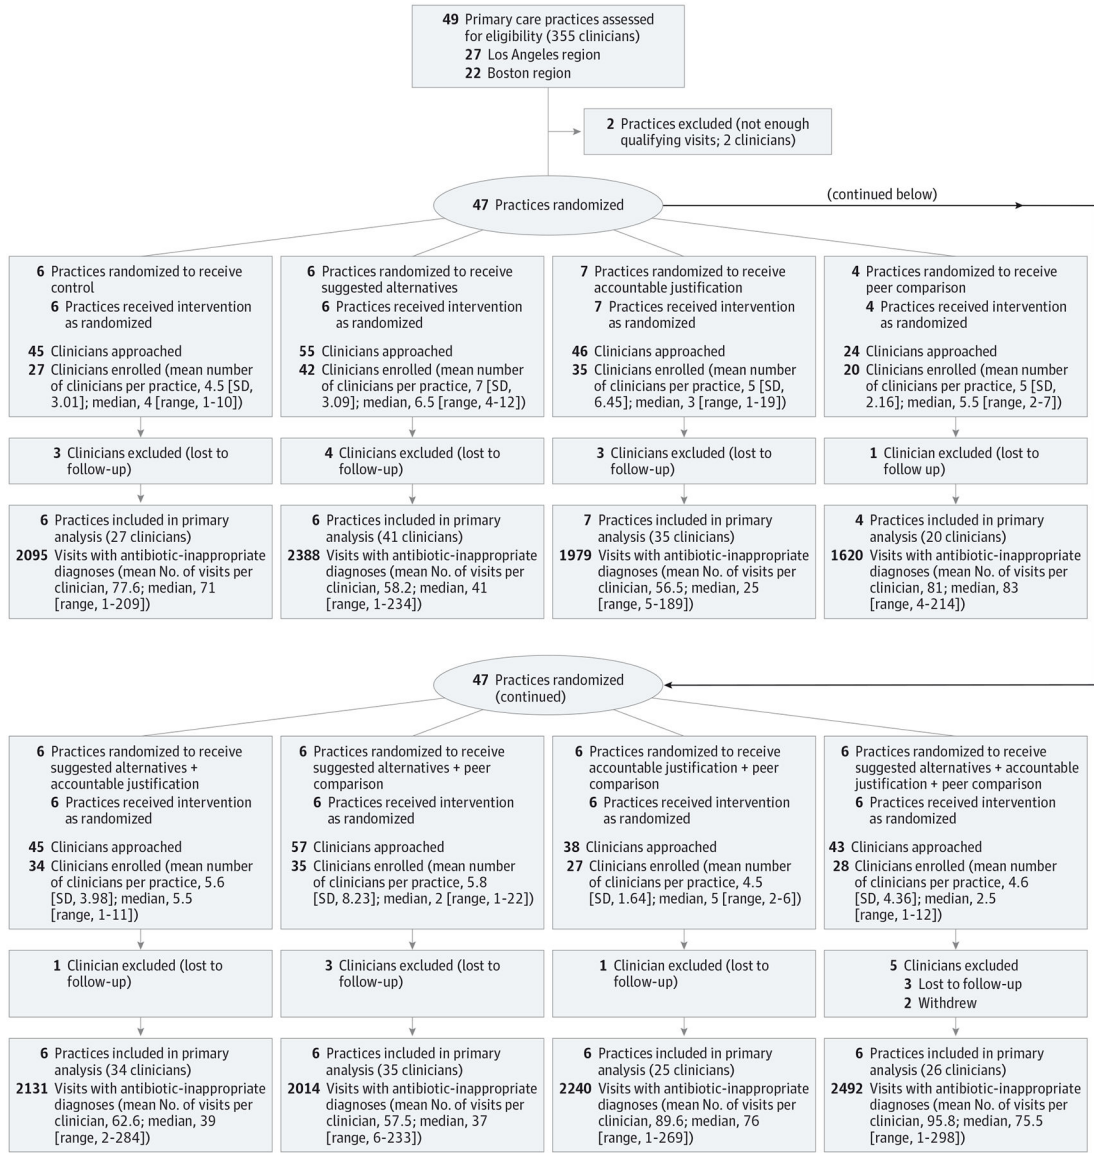 49 Primary care practices assessed
for eligibility (355 clinicians)
27 Los Angeles region
22 Boston region
2 Practices excluded (not enough
qualifying visits; 2 clinicians)
47 Practices randomized
(continued below)
6 Practices randomized to receive
control
6 Practices received intervention
as randomized
45 Clinicians approached
27 Clinicians enrolled (mean number
of clinicians per practice, 4.5 [SD,
3.01]; median, 4 [range, 1-10])
6 Practices randomized to receive
suggested alternatives
6 Practices received intervention
as randomized
55 Clinicians approached
42 Clinicians enrolled (mean number
of clinicians per practice, 7 [SD,
3.09]; median, 6.5 [range, 4-12])
7 Practices randomized to receive
accountable justification
7 Practices received intervention
as randomized
46 Clinicians approached
35 Clinicians enrolled (mean number
of clinicians per practice, 5 [SD,
6.45]; median, 3 [range, 1-19])
4 Practices randomized to receive
peer comparison
4 Practices received intervention
as randomized
24 Clinicians approached
20 Clinicians enrolled (mean number
of clinicians per practice, 5 [SD,
2.16]; median, 5.5 [range, 2-7])
3 Clinicians excluded (lost to
follow-up)
4 Clinicians excluded (lost to
follow-up)
3 Clinicians excluded (lost to
follow-up)
1 Clinician excluded (lost to
follow up)
6 Practices included in primary
analysis (27 clinicians)
2095 Visits with antibiotic-inappropriate
diagnoses (mean No. of visits per
clinician, 77.6; median, 71
[range, 1-209])
6 Practices included in primary
analysis (41 clinicians)
2388 Visits with antibiotic-inappropriate
diagnoses (mean No. of visits per
clinician, 58.2; median, 41
[range, 1-234])
7 Practices included in primary
analysis (35 clinicians)
1979 Visits with antibiotic-inappropriate
diagnoses (mean No. of visits per
clinician, 56.5; median, 25
[range, 5-189])
4 Practices included in primary
analysis (20 clinicians)
1620 Visits with antibiotic-inappropriate
diagnoses (mean No. of visits per
clinician, 81; median, 83
[range, 4-214])
47 Practices randomized
(continued)
6 Practices randomized to receive
suggested alternatives +
accountable justification
6 Practices received intervention
as randomized
45 Clinicians approached
34 Clinicians enrolled (mean number
of clinicians per practice, 5.6
[SD, 3.98]; median, 5.5
[range, 1-11])
6 Practices randomized to receive
suggested alternatives + peer
comparison
6 Practices received intervention
as randomized
57 Clinicians approached
35 Clinicians enrolled (mean number
of clinicians per practice, 5.8
[SD, 8.23]; median, 2 [range, 1-22])
6 Practices randomized to receive
accountable justification + peer
comparison
6 Practices received intervention
as randomized
38 Clinicians approached
27 Clinicians enrolled (mean number
of clinicians per practice, 4.5
[SD, 1.64]; median, 5 [range, 2-6])
6 Practices randomized to receive
suggested alternatives + accountable
justification + peer comparison
6 Practices received intervention
as randomized
43 Clinicians approached
28 Clinicians enrolled (mean number
of clinicians per practice, 4.6
[SD, 4.36]; median, 2.5
[range, 1-12])
1 Clinician excluded (lost to
follow-up)
3 Clinicians excluded (lost to
follow-up)
1 Clinician excluded (lost to
follow-up)
5 Clinicians excluded
3 Lost to follow-up
2 Withdrew
6 Practices included in primary
analysis (34 clinicians)
2131 Visits with antibiotic-inappropriate
diagnoses (mean No. of visits per
clinician, 62.6; median, 39
[range, 2-284])
6 Practices included in primary
analysis (35 clinicians)
2014 Visits with antibiotic-inappropriate
diagnoses (mean No. of visits per
clinician, 57.5; median, 37
[range, 6-233])
6 Practices included in primary
analysis (25 clinicians)
2240 Visits with antibiotic-inappropriate
diagnoses (mean No. of visits per
clinician, 89.6; median, 76
[range, 1-269])
6 Practices included in primary
analysis (26 clinicians)
2492 Visits with antibiotic-inappropriate
diagnoses (mean No. of visits per
clinician, 95.8; median, 75.5
[range, 1-298])